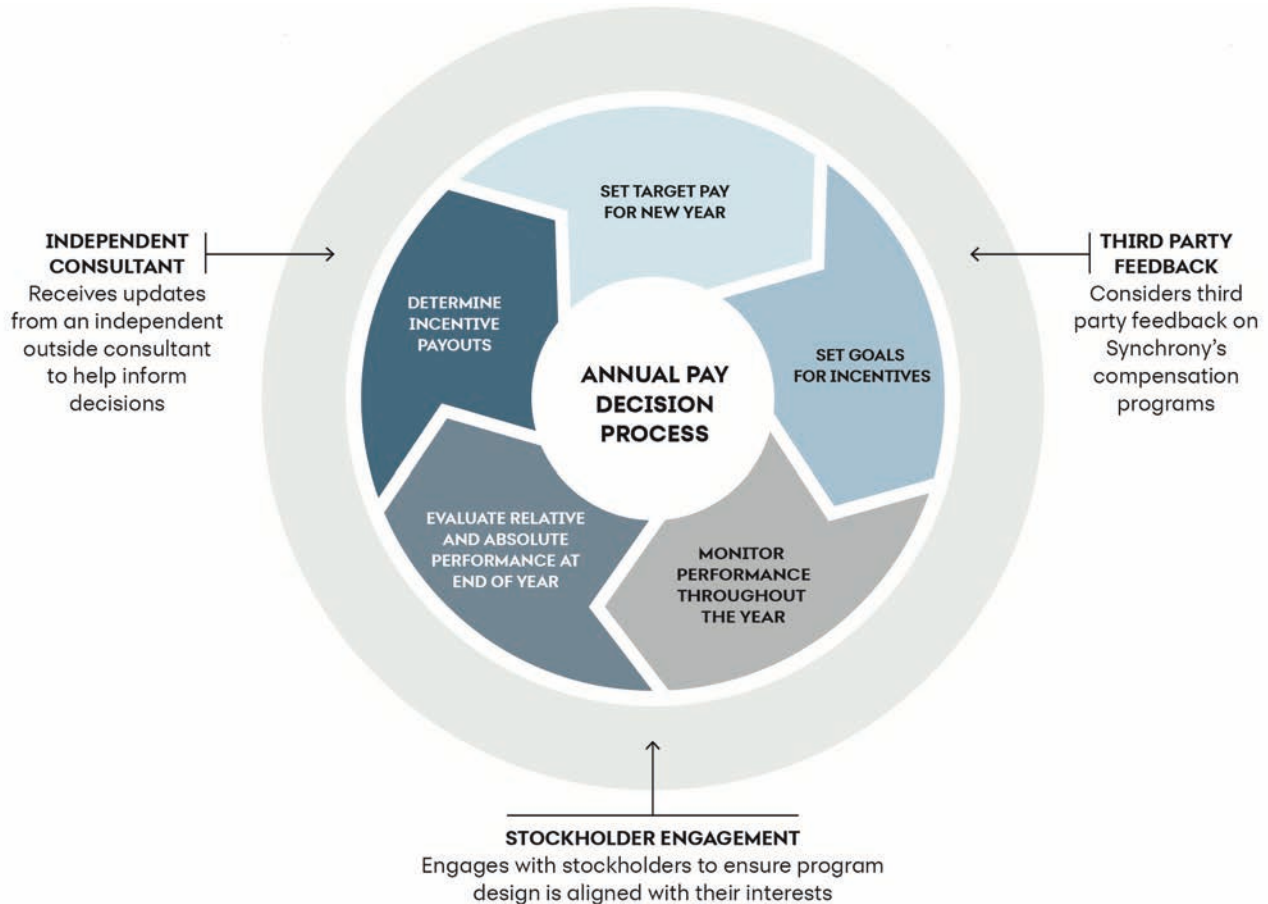 SET TARGET PAY
FOR NEW YEAR
INDEPENDENT
CONSULTANT
Receives updates
from an independent
outside consultant
to help inform
decisions
THIRD PARTY
FEEDBACK
Considers third
party feedback on
Synchrony's
compensation
programs
DETERMINE
INCENTIVE
PAYOUTS
SET GOALS
FOR INCENTIVES
ANNUAL PAY
DECISION
PROCESS
EVALUATE RELATIVE
AND ABSOLUTE
PERFORMANCE AT
END OF YEAR
MONITOR
PERFORMANCE
THROUGHOUT
THE YEAR
STOCKHOLDER ENGAGEMENT
Engages with stockholders to ensure program
design is aligned with their interests